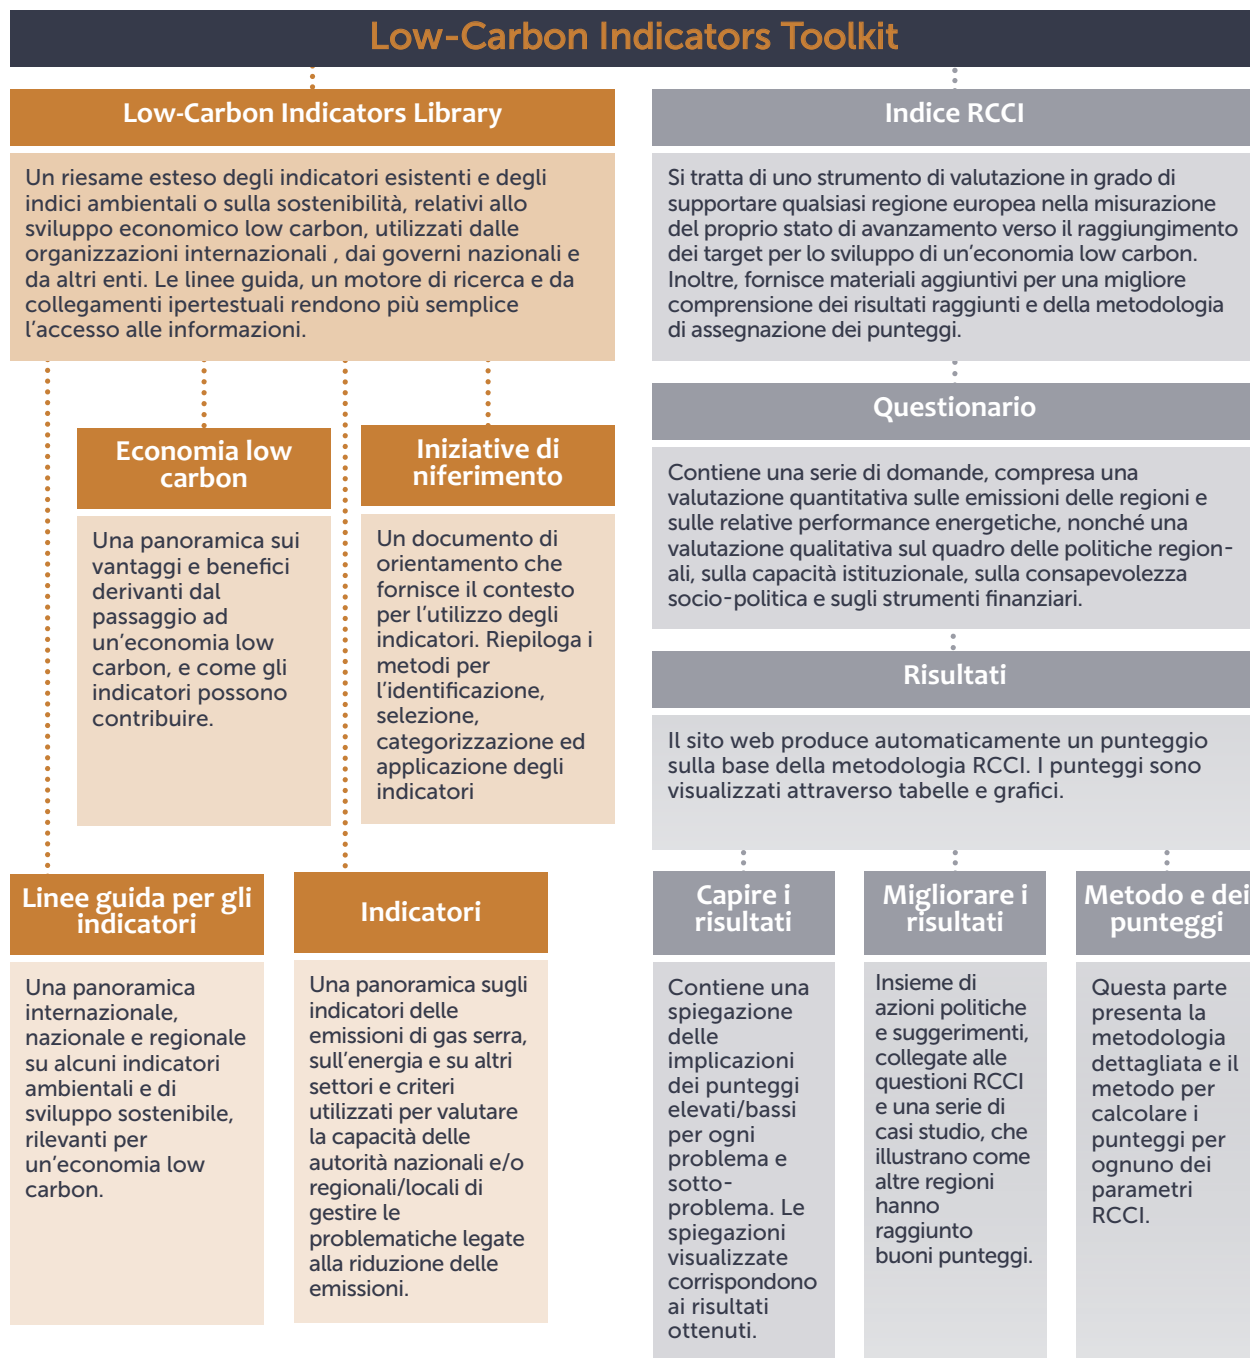 Low-Carbon Indicators Toolkit
Low-Carbon Indicators Library
Un riesame esteso degli indicatori esistenti e degli
indici ambientali o sulla sostenibilità, relativi allo
sviluppo economico low carbon, utilizzati dalle
organizzazioni internazionali , dai governi nazionali e
da altri enti. Le linee guida, un motore di ricerca e da
collegamenti ipertestuali rendono più semplice
l’accesso alle informazioni.
Economia low
carbon
Una panoramica sui
vantaggi e benefici
derivanti dal
passaggio ad
un’economia low
carbon, e come gli
indicatori possono
contribuire.
Iniziative di
niferimento
Un documento di
orientamento che
fornisce il contesto
per l’utilizzo degli
indicatori. Riepiloga i
metodi per
l’identificazione,
selezione,
categorizzazione ed
applicazione degli
indicatori
Linee guida per gli
indicatori
Una panoramica
internazionale,
nazionale e regionale
su alcuni indicatori
ambientali e di
sviluppo sostenibile,
rilevanti per
un’economia low
carbon.
Indicatori
Una panoramica sugli
indicatori delle
emissioni di gas serra,
sull’energia e su altri
settori e criteri
utilizzati per valutare
la capacità delle
autorità nazionali e/o
regionali/locali di
gestire le
problematiche legate
alla riduzione delle
emissioni.
Indice RCCI
Si tratta di uno strumento di valutazione in grado di
supportare qualsiasi regione europea nella misurazione
del proprio stato di avanzamento verso il raggiungimento
dei target per lo sviluppo di un’economia low carbon.
Inoltre, fornisce materiali aggiuntivi per una migliore
comprensione dei risultati raggiunti e della metodologia
di assegnazione dei punteggi.
Questionario
Contiene una serie di domande, compresa una
valutazione quantitativa sulle emissioni delle regioni e
sulle relative performance energetiche, nonché una
valutazione qualitativa sul quadro delle politiche region-
ali, sulla capacità istituzionale, sulla consapevolezza
socio-politica e sugli strumenti finanziari.
Risultati
Il sito web produce automaticamente un punteggio
sulla base della metodologia RCCI. I punteggi sono
visualizzati attraverso tabelle e grafici.
Capire i
risultati
Contiene una
spiegazione
delle
implicazioni
dei punteggi
elevati/bassi
per ogni
problema e
sotto-
problema. Le
spiegazioni
visualizzate
corrispondono
ai risultati
ottenuti.
Migliorare i
risultati
Insieme di
azioni politiche
e suggerimenti,
collegate alle
questioni RCCI
e una serie di
casi studio, che
illustrano come
altre regioni
hanno
raggiunto
buoni punteggi.
Metodo e dei
punteggi
Questa parte
presenta la
metodologia
dettagliata e il
metodo per
calcolare i
punteggi per
ognuno dei
parametri
RCCI.